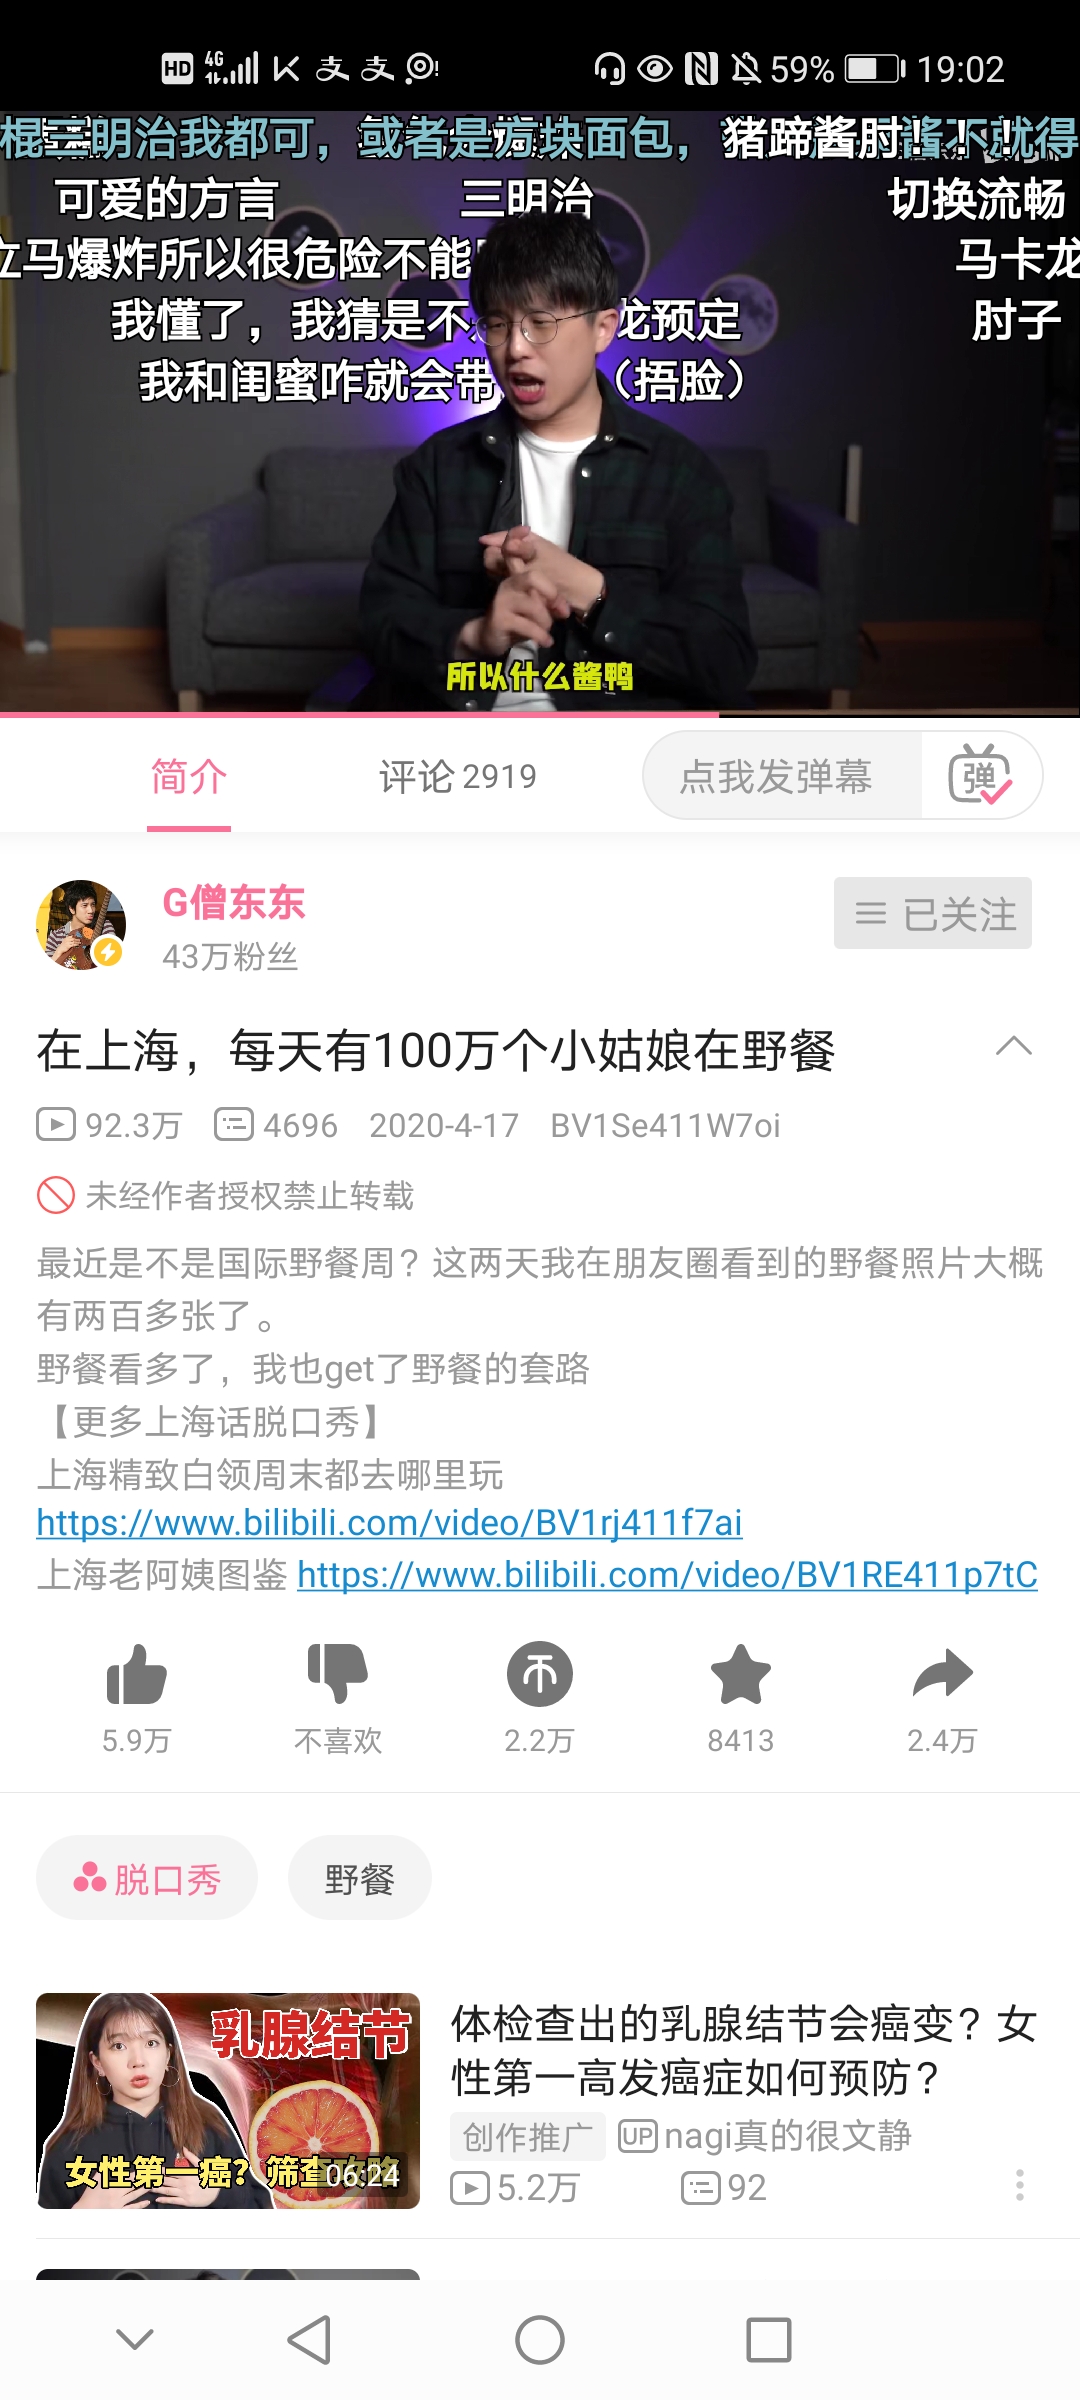 HD 4G 59% 19:02
棍三明治我都可，或者是方块面包， 猪蹄酱肘！！！
可爱的方言 三明治 切换流畅
立马爆炸所以很危险不能 马卡龙
我懂了，我猜是不 龙预定 肘子
我和闺蜜咋就会带 （捂脸）
所以什么酱鸭
简介 评论 2919 点我发弹幕 弹
G僧东东
43万粉丝
已关注
在上海，每天有100万个小姑娘在野餐
92.3万 4696 2020-4-17 BV1Se411W7oi
未经作者授权禁止转载
最近是不是国际野餐周？这两天我在朋友圈看到的野餐照片大概
有两百多张了。
野餐看多了，我也get了野餐的套路
【更多上海话脱口秀】
上海精致白领周末都去哪里玩
https://www.bilibili.com/video/BV1rj411f7ai
上海老阿姨图鉴 https://www.bilibili.com/video/BV1RE411p7tC
5.9万 不喜欢 2.2万 8413 2.4万
脱口秀 野餐
乳腺结节
女性第一癌？筛查
06:24
体检查出的乳腺结节会癌变？女
性第一高发癌症如何预防？
创作推广 UP nagi真的很文静
5.2万 92